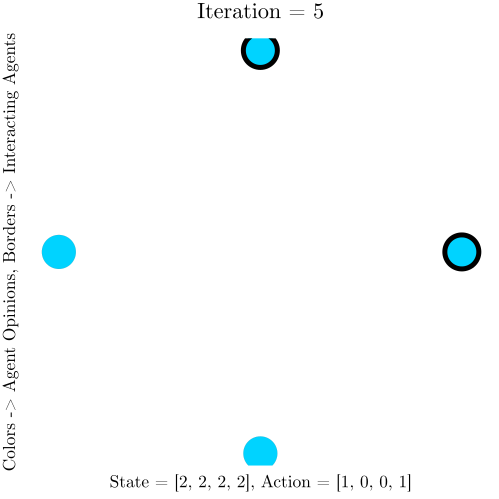 Iteration = 5
Colors -> Agent Opinions, Borders -> Interacting Agents
State = [2, 2, 2, 2], Action = [1, 0, 0, 1]